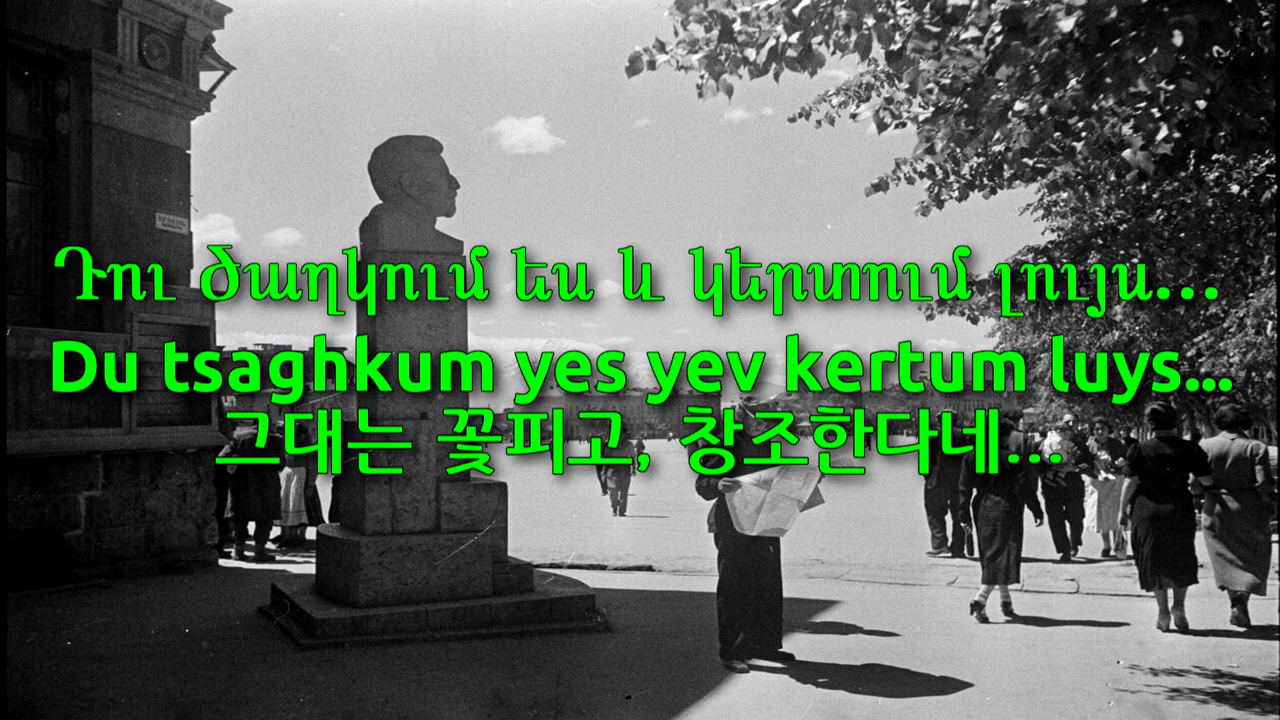 Դու ծաղկում ես և կերտում լույս...
Du tsaghkum yes yev kertum luys...
그대는 꽃피고, 창조한다네...